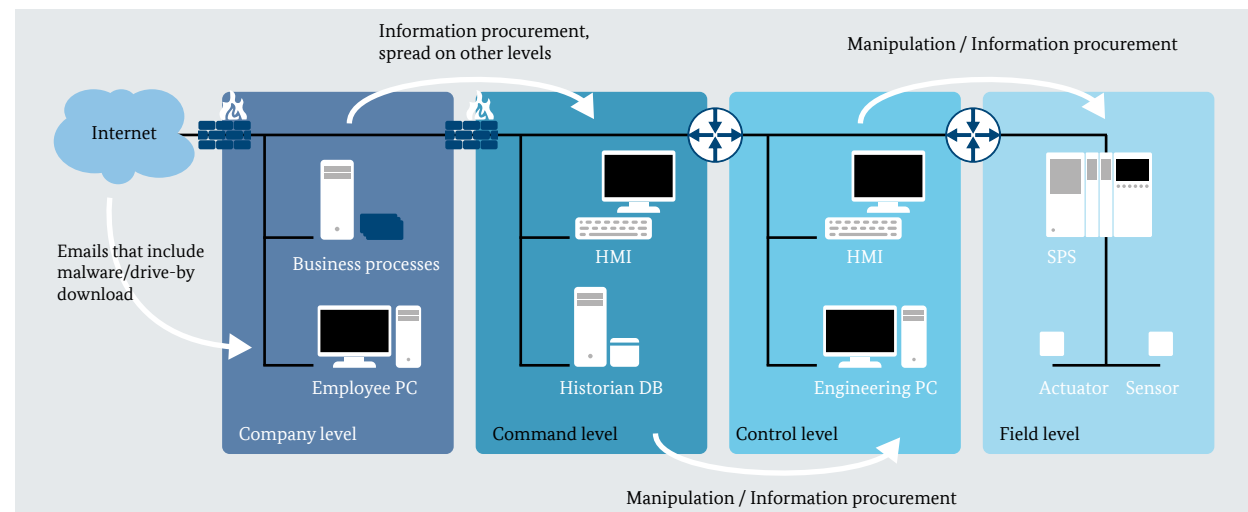 Information procurement,
spread on other levels
Manipulation / Information procurement
Internet
Emails that include
malware/drive-by
download
Business processes
HMI
HMI
SPS
Employee PC
Historian DB
Engineering PC
Actuator
Sensor
Company level
Command level
Control level
Field level
Manipulation / Information procurement